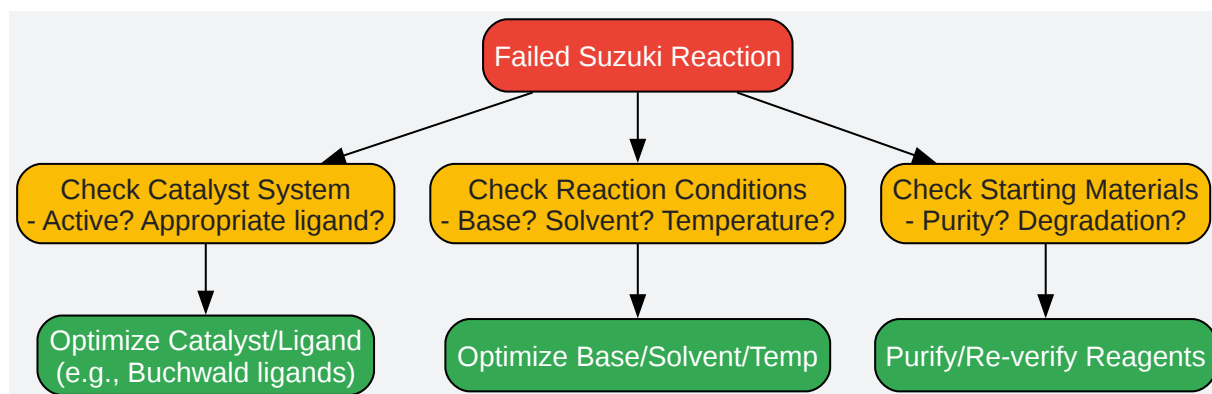 Failed Suzuki Reaction
Check Catalyst System
- Active? Appropriate ligand?
Check Reaction Conditions
- Base? Solvent? Temperature?
Check Starting Materials
- Purity? Degradation?
Optimize Catalyst/Ligand
(e.g., Buchwald ligands)
Optimize Base/Solvent/Temp
Purify/Re-verify Reagents